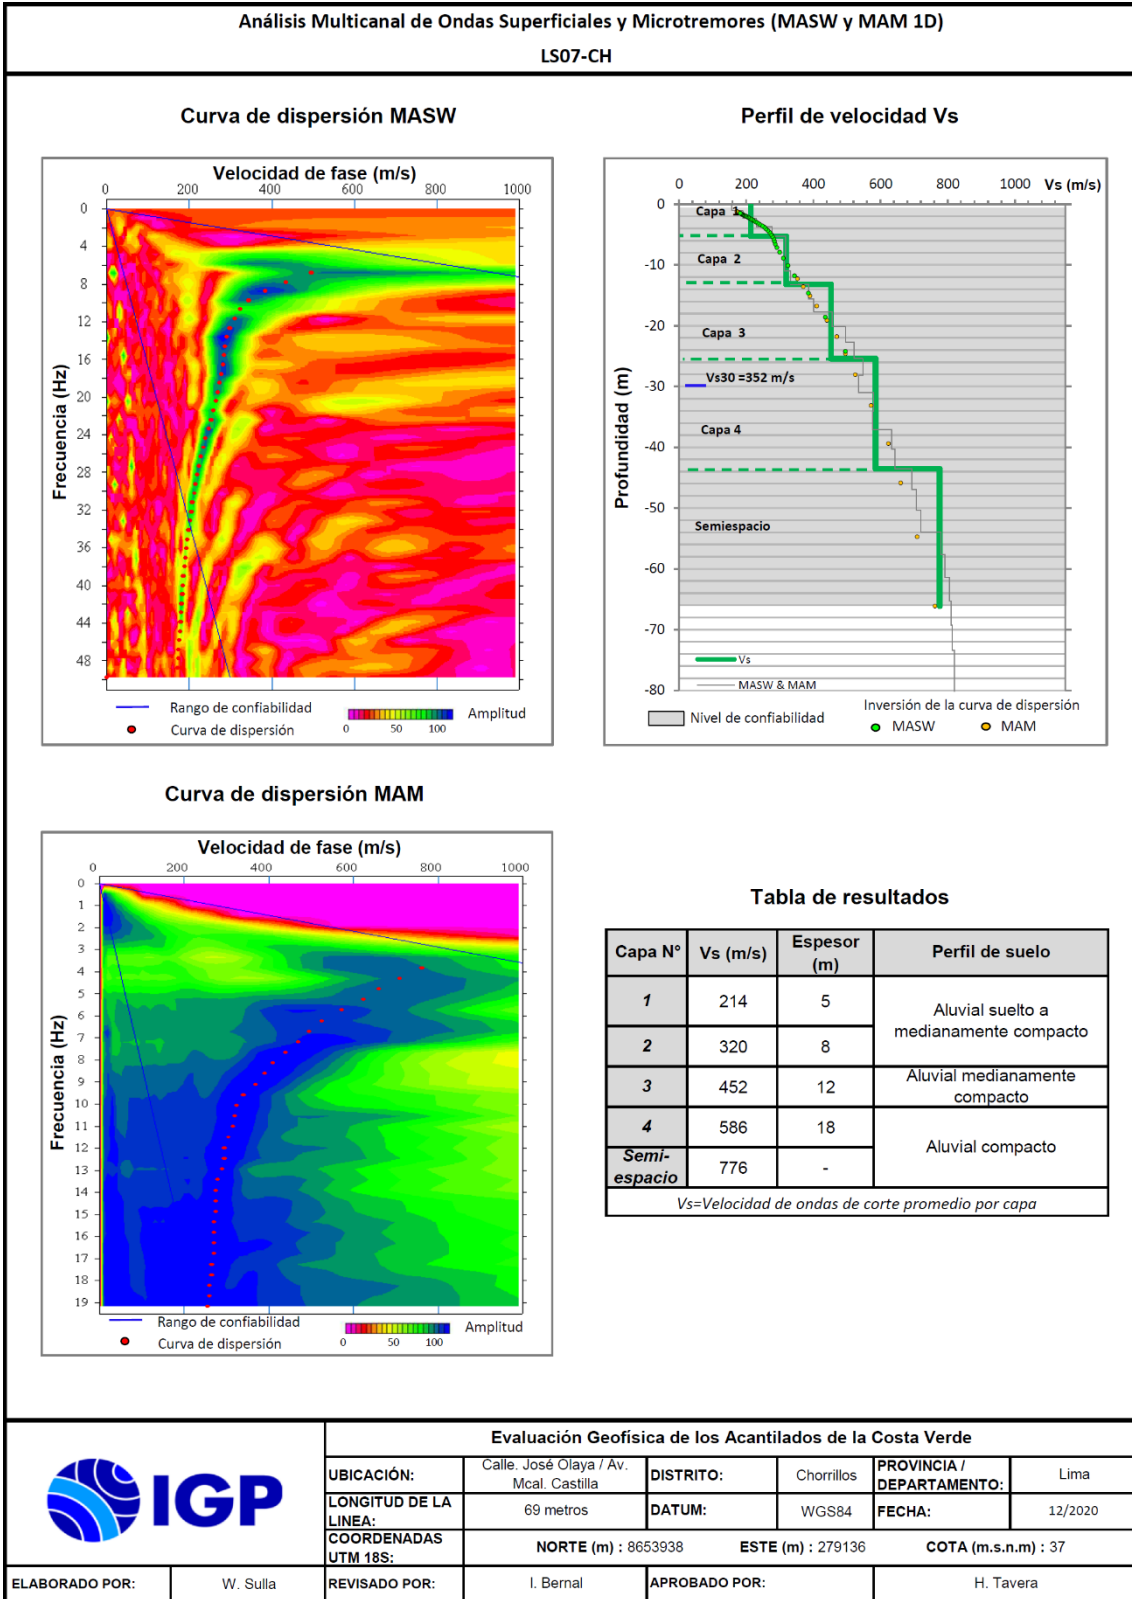 Análisis Multicanal de Ondas Superficiales y Microtremores (MASW y MAM 1D)
LS07-CH
Curva de dispersión MASW
Velocidad de fase (m/s)
0 200 400 600 800 1000
Frecuencia (Hz)
0
4
8
12
16
20
24
28
32
36
40
44
48
Rango de confiabilidad
Curva de dispersión
Amplitud
0 50 100
Perfil de velocidad Vs
0 200 400 600 800 1000 Vs (m/s)
Profundidad (m)
0
-10
-20
-30
-40
-50
-60
-70
-80
Capa 1
Capa 2
Capa 3
Vs30 =352 m/s
Capa 4
Semiespacio
Vs
MASW & MAM
Nivel de confiabilidad
Inversión de la curva de dispersión
MASW MAM
Curva de dispersión MAM
Velocidad de fase (m/s)
0 200 400 600 800 1000
Frecuencia (Hz)
0
1
2
3
4
5
6
7
8
9
10
11
12
13
14
15
16
17
18
19
Rango de confiabilidad
Curva de dispersión
Amplitud
0 50 100
Tabla de resultados
Capa N° Vs (m/s) Espesor (m) Perfil de suelo
1 214 5 Aluvial suelto a medianamente compacto
2 320 8
3 452 12 Aluvial medianamente compacto
4 586 18 Aluvial compacto
Semi-espacio 776 -
Vs=Velocidad de ondas de corte promedio por capa
IGP
Evaluación Geofísica de los Acantilados de la Costa Verde
UBICACIÓN: Calle. José Olaya / Av. Mcal. Castilla DISTRITO: Chorrillos PROVINCIA / DEPARTAMENTO: Lima
LONGITUD DE LA LINEA: 69 metros DATUM: WGS84 FECHA: 12/2020
COORDENADAS UTM 18S: NORTE (m) : 8653938 ESTE (m) : 279136 COTA (m.s.n.m) : 37
ELABORADO POR: W. Sulla REVISADO POR: I. Bernal APROBADO POR: H. Tavera